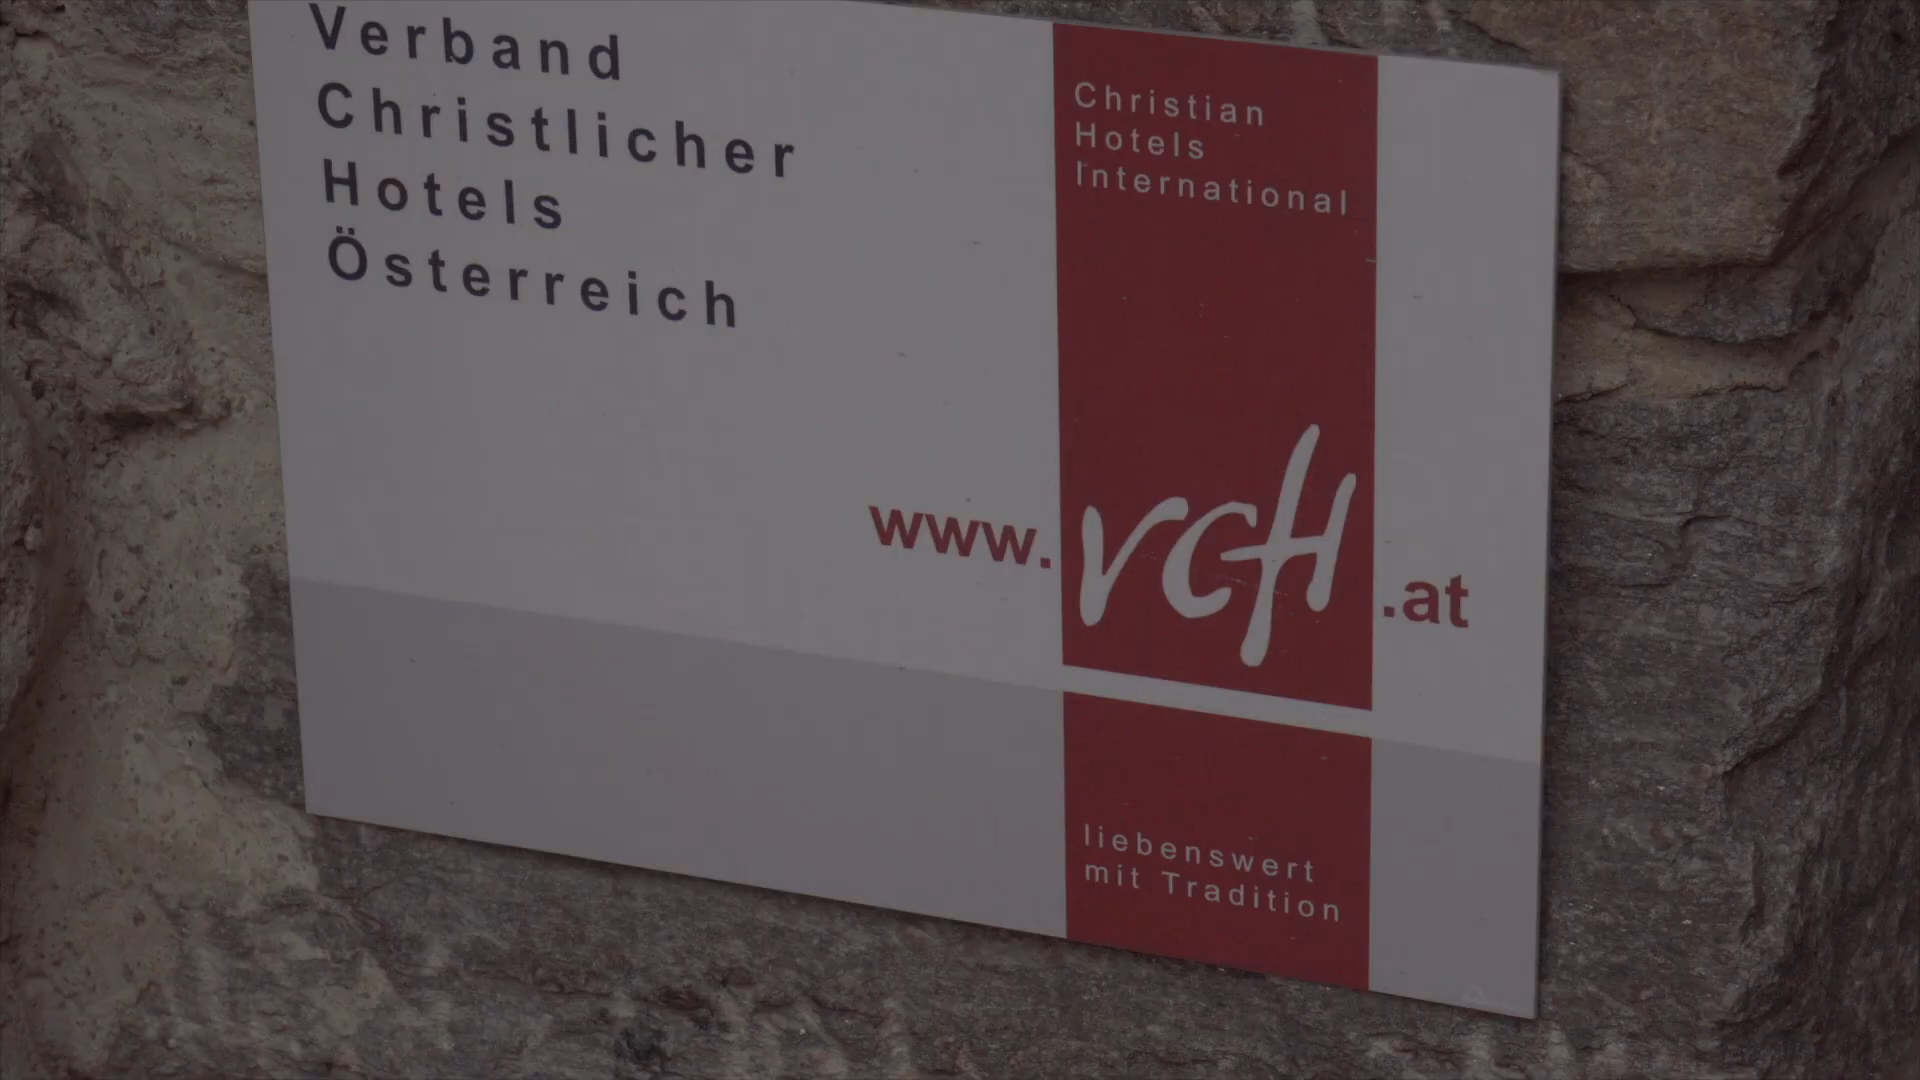 Verband
Christlicher
Hotels
Österreich
Christian
Hotels
International
www.vCH.at
liebenswert
mit Tradition